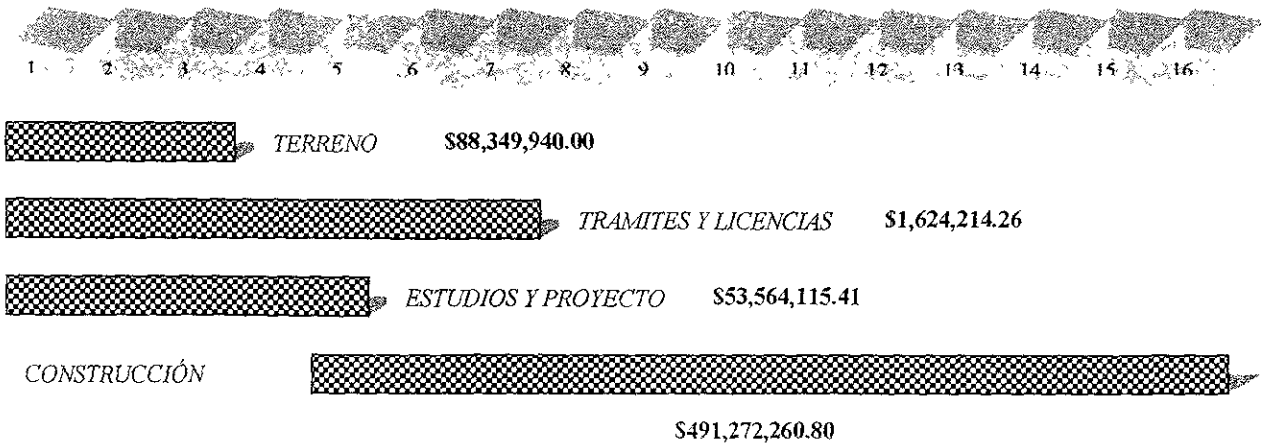 1 2 3 4 5 6 7 8 9 10 11 12 13 14 15 16
TERRENO $88,349,940.00
TRAMITES Y LICENCIAS $1,624,214.26
ESTUDIOS Y PROYECTO $53,564,115.41
CONSTRUCCIÓN
$491,272,260.80